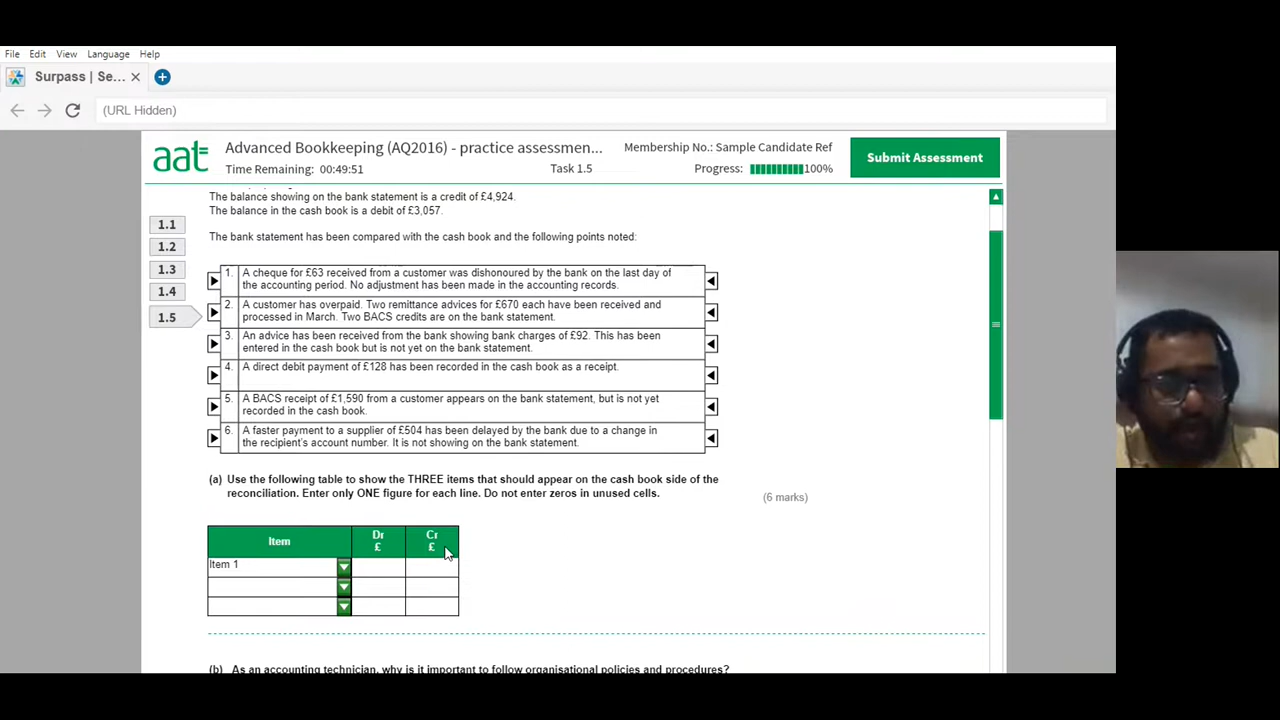 File Edit View Language Help
Surpass | Se...
(URL Hidden)
aat
Advanced Bookkeeping (AQ2016) - practice assessmen...
Membership No.: Sample Candidate Ref
Submit Assessment
Time Remaining: 00:49:51
Task 1.5
Progress: 100%
The balance showing on the bank statement is a credit of £4,924.
The balance in the cash book is a debit of £3,057.
The bank statement has been compared with the cash book and the following points noted:
1.1
1.2
1.3
1.4
1.5
1. A cheque for £63 received from a customer was dishonoured by the bank on the last day of
the accounting period. No adjustment has been made in the accounting records.
2. A customer has overpaid. Two remittance advices for £670 each have been received and
processed in March. Two BACS credits are on the bank statement.
3. An advice has been received from the bank showing bank charges of £92. This has been
entered in the cash book but is not yet on the bank statement.
4. A direct debit payment of £128 has been recorded in the cash book as a receipt.
5. A BACS receipt of £1,590 from a customer appears on the bank statement, but is not yet
recorded in the cash book.
6. A faster payment to a supplier of £504 has been delayed by the bank due to a change in
the recipient's account number. It is not showing on the bank statement.
(a) Use the following table to show the THREE items that should appear on the cash book side of the
reconciliation. Enter only ONE figure for each line. Do not enter zeros in unused cells.
(6 marks)
Item
Dr
£
Cr
£
Item 1
(b) As an accounting technician, why is it important to follow organisational policies and procedures?